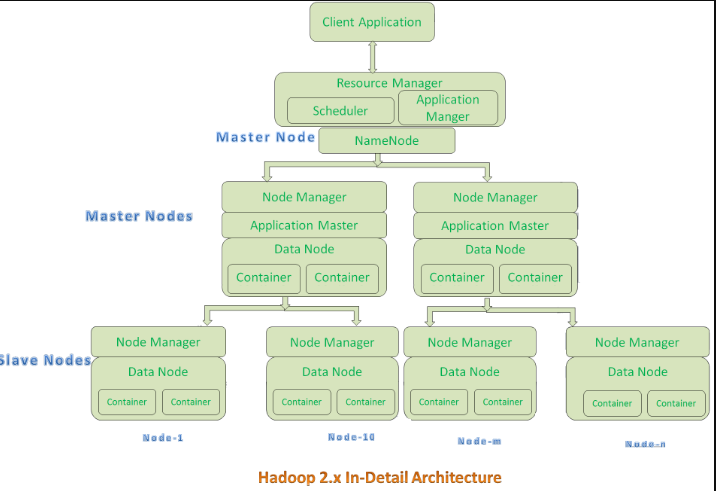 Client Application
Resource Manager
Scheduler
Application
Manger
Master Node
NameNode
Master Nodes
Node Manager
Application Master
Data Node
Container Container
Node Manager
Application Master
Data Node
Container Container
Slave Nodes
Node Manager
Data Node
Container Container
Node-1
Node Manager
Data Node
Container Container
Node-10
Node Manager
Data Node
Container Container
Node-m
Node Manager
Data Node
Container Container
Node-n
Hadoop 2.x In-Detail Architecture